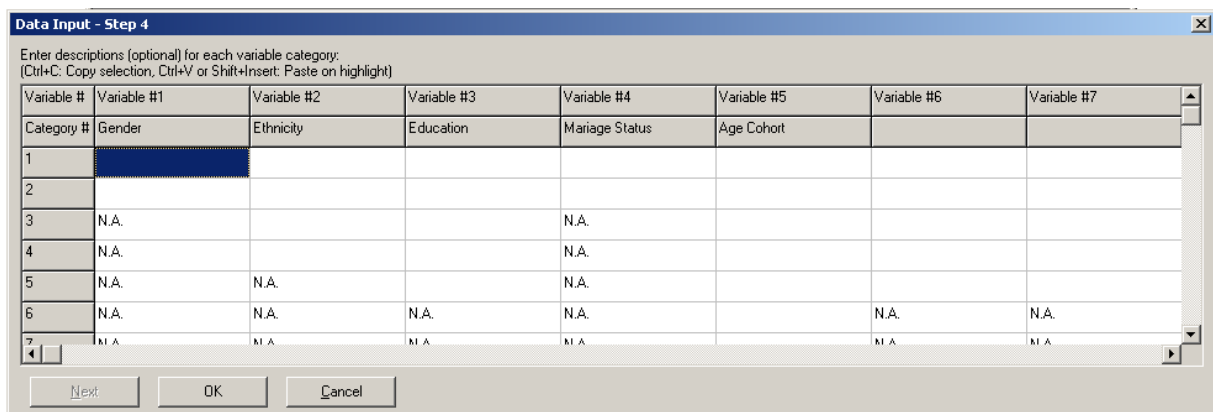 Data Input - Step 4
Enter descriptions (optional) for each variable category:
(Ctrl+C: Copy selection, Ctrl+V or Shift+Insert: Paste on highlight)
Variable # Variable #1 Variable #2 Variable #3 Variable #4 Variable #5 Variable #6 Variable #7
Category # Gender Ethnicity Education Mariage Status Age Cohort
1
2
3 N.A. N.A.
4 N.A. N.A.
5 N.A. N.A. N.A.
6 N.A. N.A. N.A. N.A. N.A. N.A.
7 N.A. N.A. N.A. N.A. N.A. N.A.
Next OK Cancel